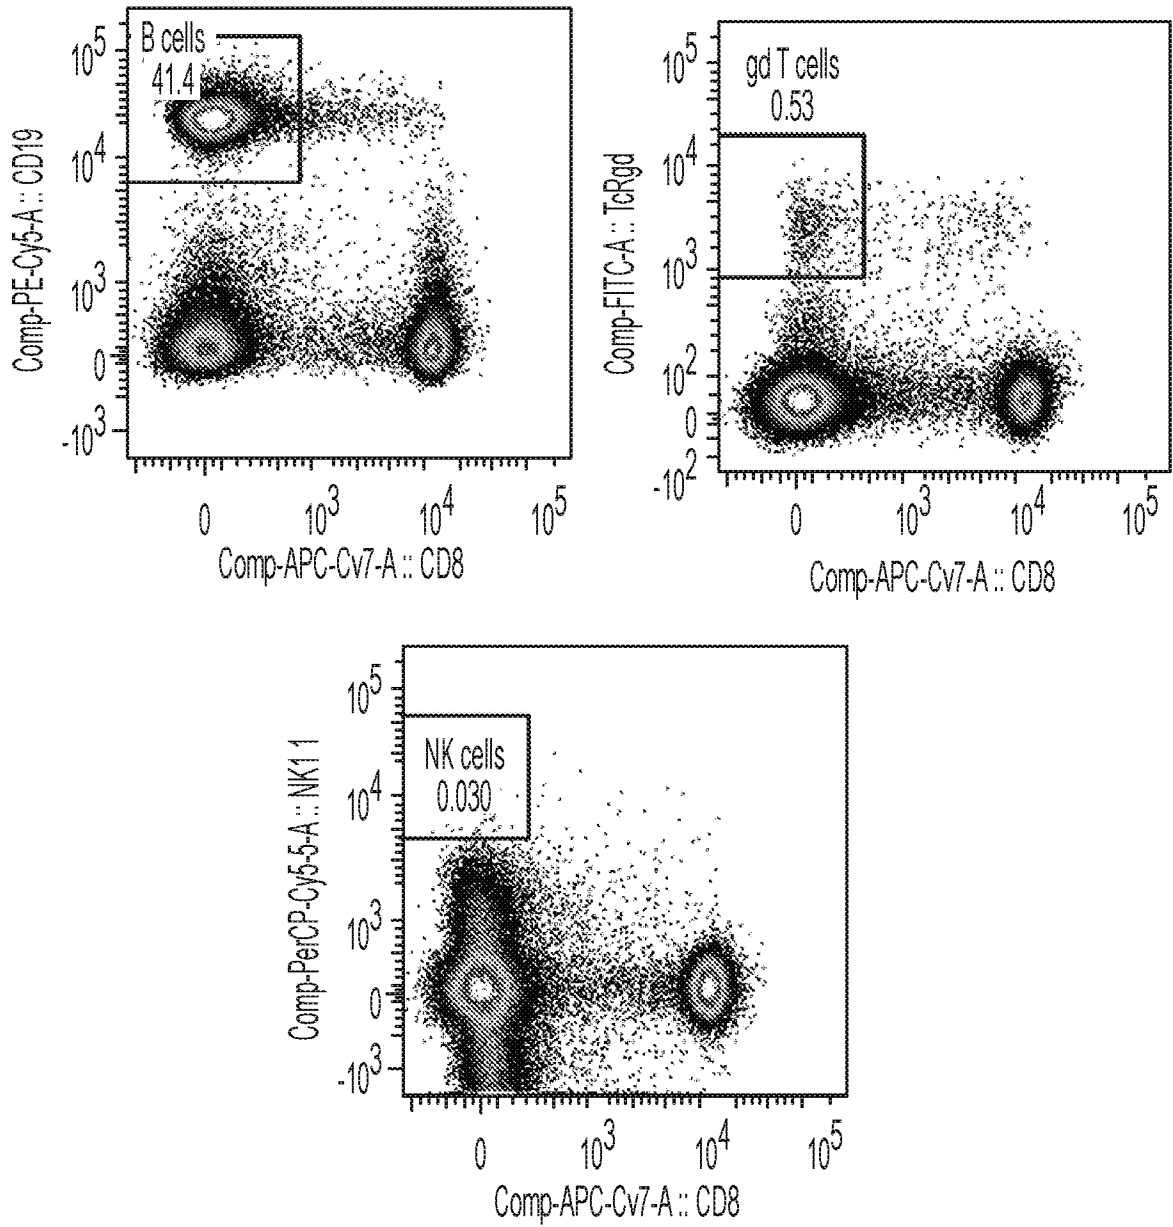 B cells
41.4
10^5
10^4
10^3
0
-10^3
Comp-PE-Cy5-A :: CD19
0 10^3 10^4 10^5
Comp-APC-Cv7-A :: CD8
gd T cells
0.53
10^5
10^4
10^3
10^2
0
-10^2
Comp-FITC-A :: TcRgd
0 10^3 10^4 10^5
Comp-APC-Cv7-A :: CD8
NK cells
0.030
10^5
10^4
10^3
0
-10^3
Comp-PerCP-Cy5-5-A :: NK1 1
0 10^3 10^4 10^5
Comp-APC-Cv7-A :: CD8